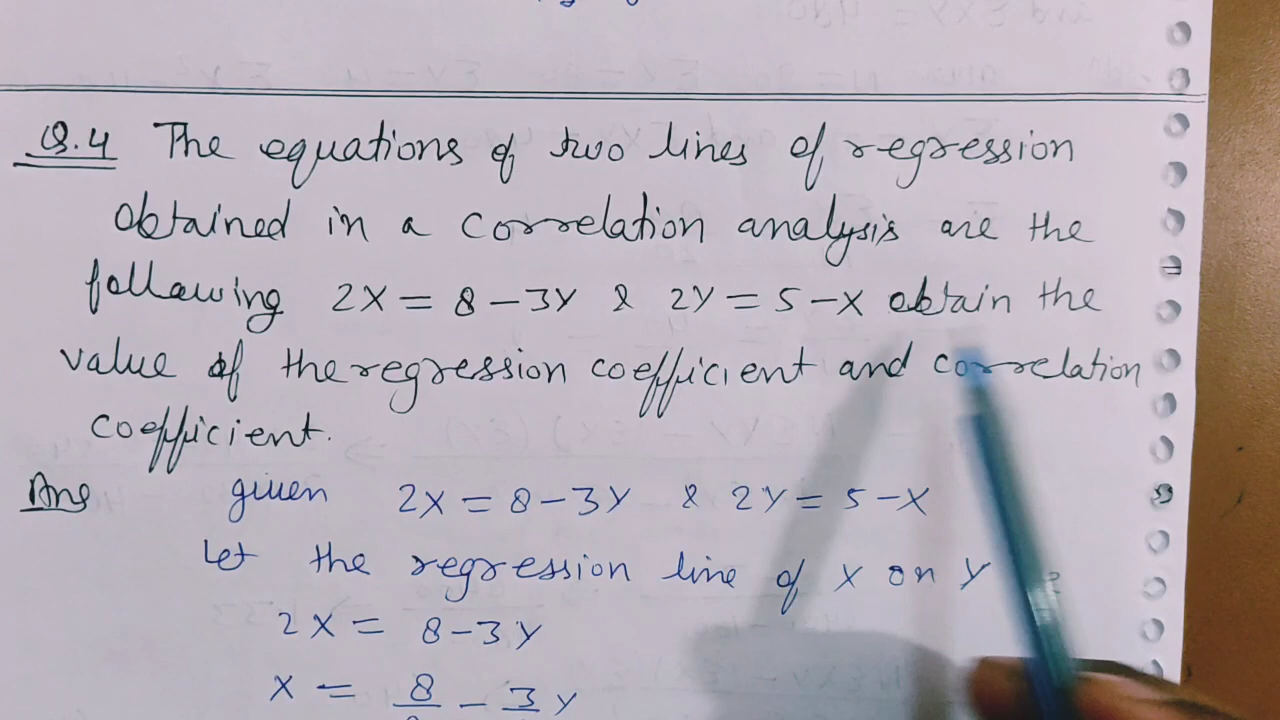 Q.4 The equations of two lines of regression
obtained in a correlation analysis are the
following 2X = 8 - 3Y & 2Y = 5 - X obtain the
value of the regression coefficient and correlation
coefficient.
Ans given 2X = 8 - 3Y & 2Y = 5 - X
Let the regression line of X on Y
2X = 8 - 3Y
X = 8 - 3 Y